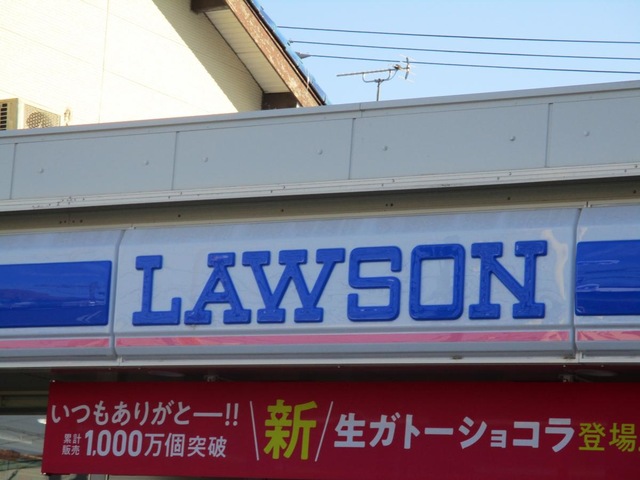 LAWSON
いつもありがと―!!
累計販売 1,000万個突破
\新/ 生ガトーショコラ 登場